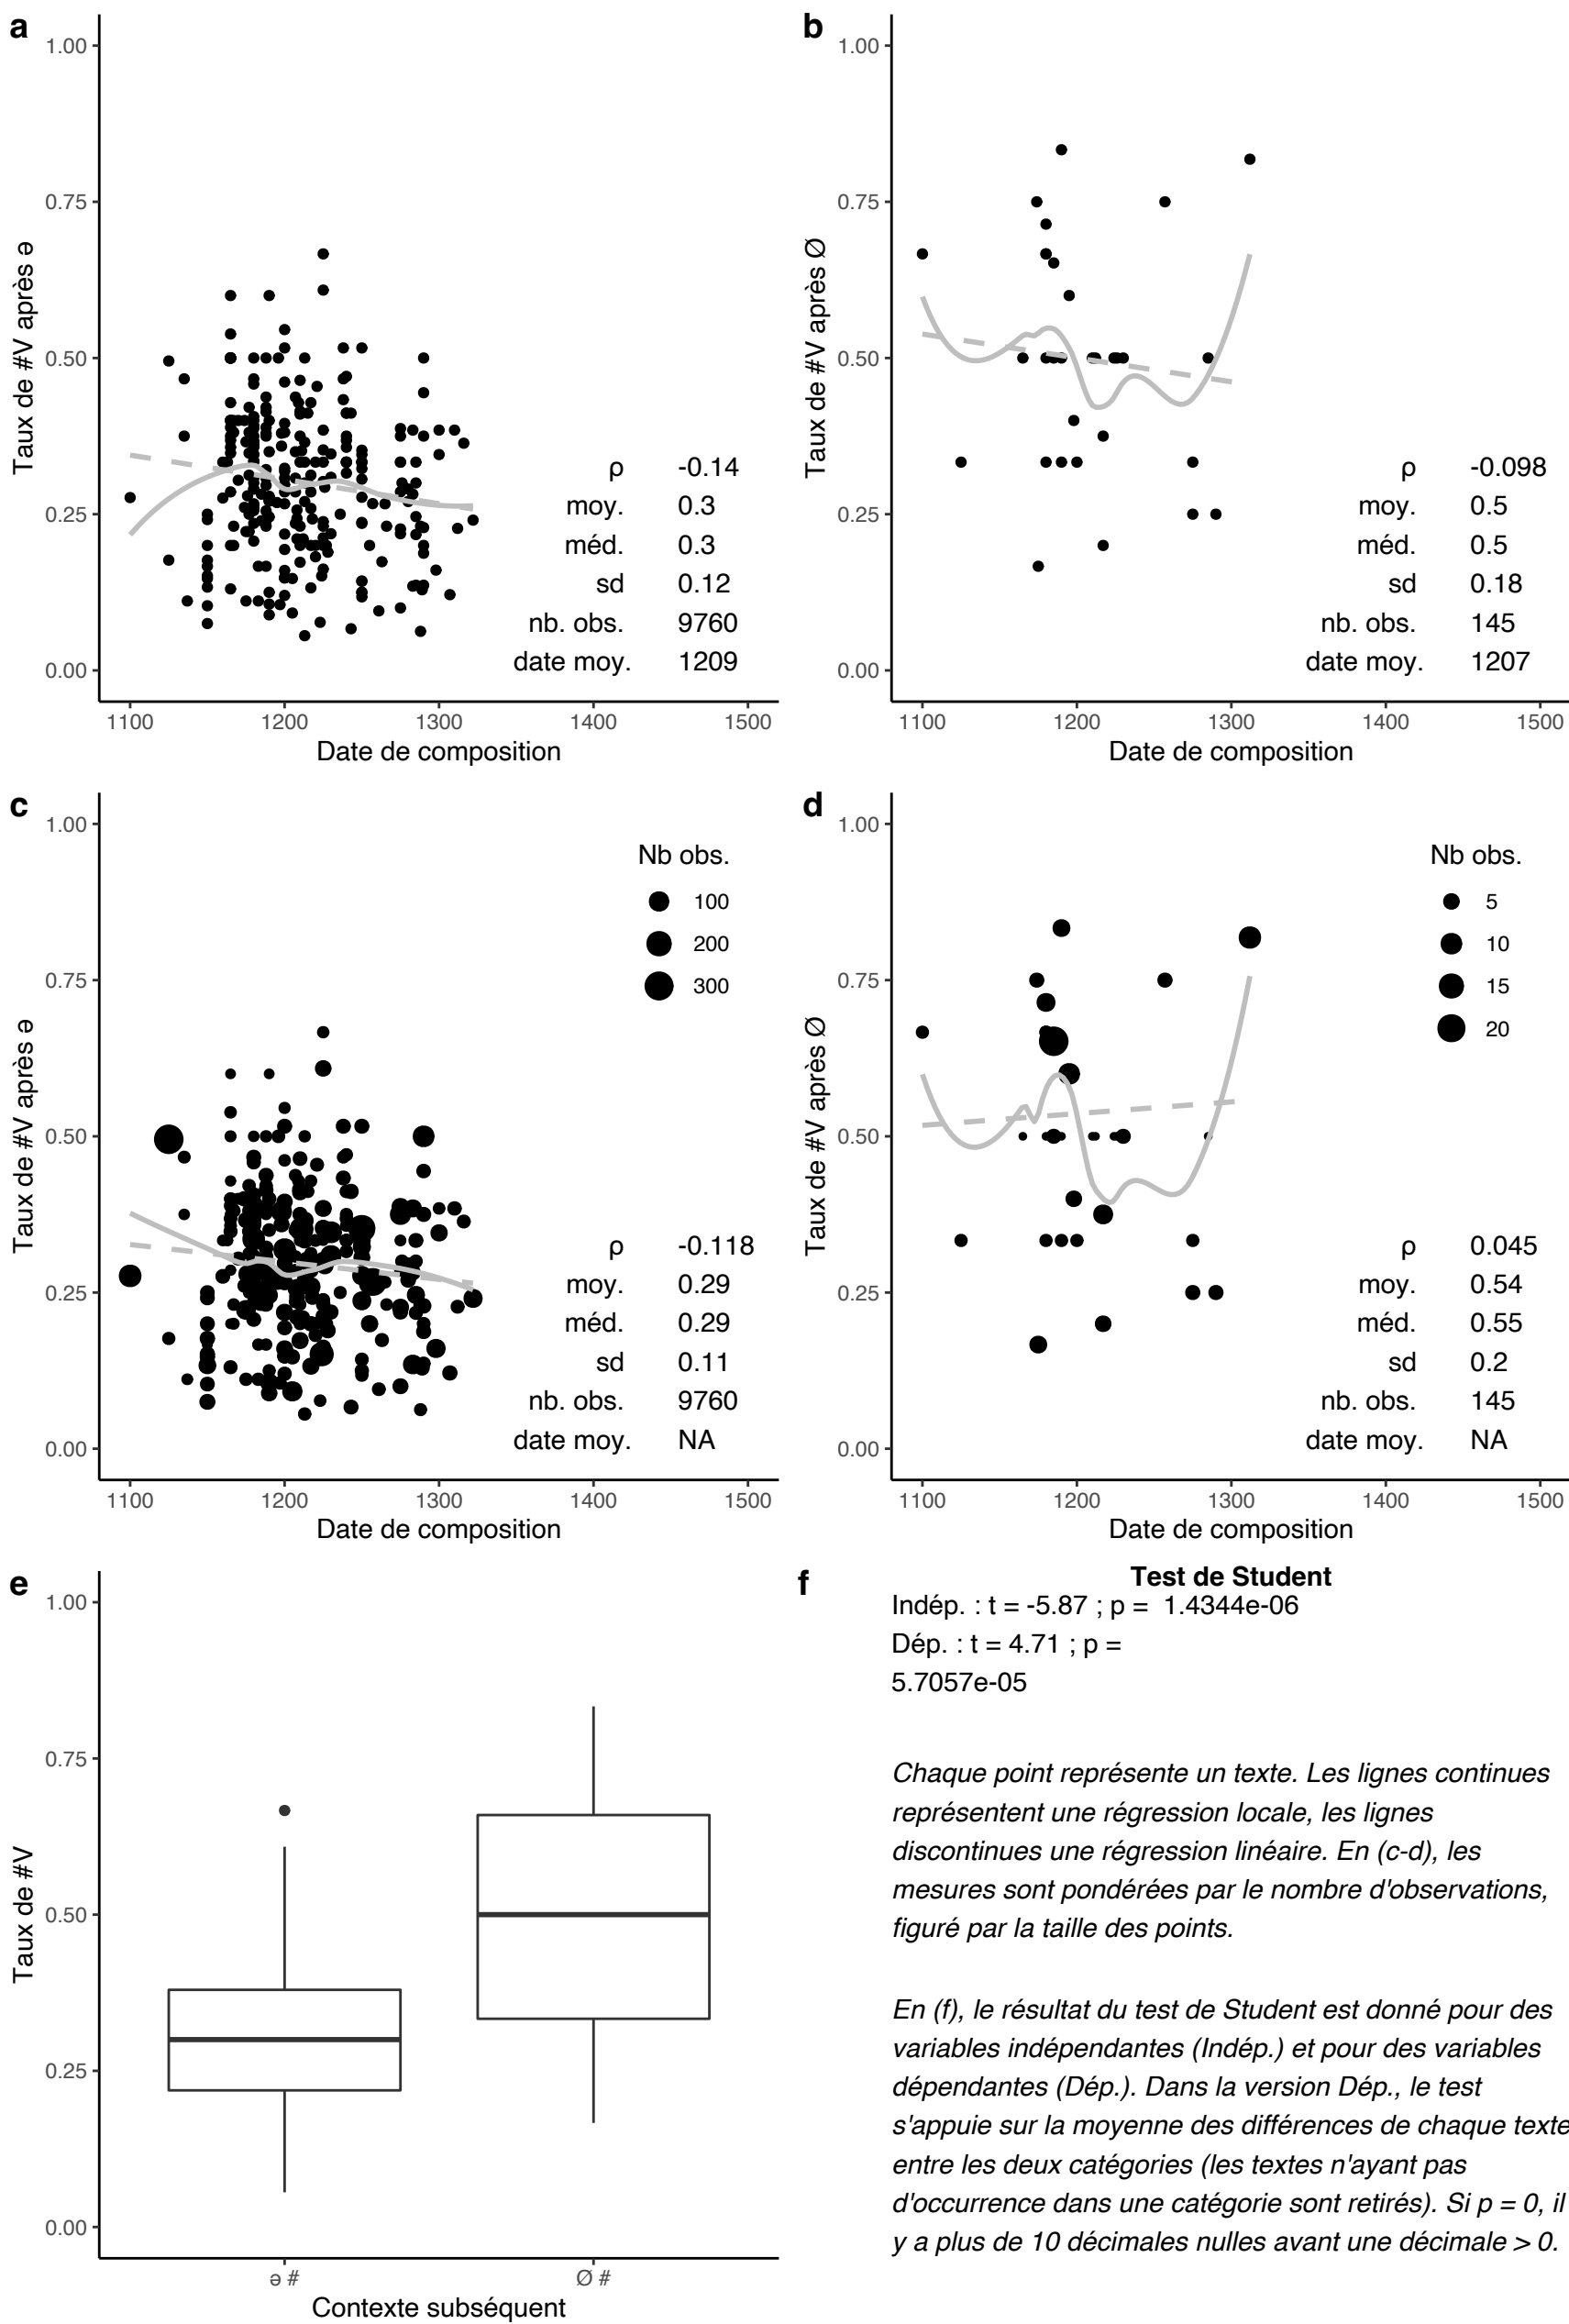 a
1.00
0.75
0.50
0.25
0.00
Taux de #V après ə
ρ -0.14
moy. 0.3
méd. 0.3
sd 0.12
nb. obs. 9760
date moy. 1209
1100 1200 1300 1400 1500
Date de composition
b
1.00
0.75
0.50
0.25
0.00
Taux de #V après Ø
ρ -0.098
moy. 0.5
méd. 0.5
sd 0.18
nb. obs. 145
date moy. 1207
1100 1200 1300 1400 1500
Date de composition
c
1.00
0.75
0.50
0.25
0.00
Taux de #V après ə
Nb obs.
100
200
300
ρ -0.118
moy. 0.29
méd. 0.29
sd 0.11
nb. obs. 9760
date moy. NA
1100 1200 1300 1400 1500
Date de composition
d
1.00
0.75
0.50
0.25
0.00
Taux de #V après Ø
Nb obs.
5
10
15
20
ρ 0.045
moy. 0.54
méd. 0.55
sd 0.2
nb. obs. 145
date moy. NA
1100 1200 1300 1400 1500
Date de composition
e
1.00
0.75
0.50
0.25
0.00
Taux de #V
ə # Ø #
Contexte subséquent
f
Test de Student
Indép. : t = -5.87 ; p = 1.4344e-06
Dép. : t = 4.71 ; p =
5.7057e-05
Chaque point représente un texte. Les lignes continues
représentent une régression locale, les lignes
discontinues une régression linéaire. En (c-d), les
mesures sont pondérées par le nombre d'observations,
figuré par la taille des points.
En (f), le résultat du test de Student est donné pour des
variables indépendantes (Indép.) et pour des variables
dépendantes (Dép.). Dans la version Dép., le test
s'appuie sur la moyenne des différences de chaque texte
entre les deux catégories (les textes n'ayant pas
d'occurrence dans une catégorie sont retirés). Si p = 0, il
y a plus de 10 décimales nulles avant une décimale > 0.